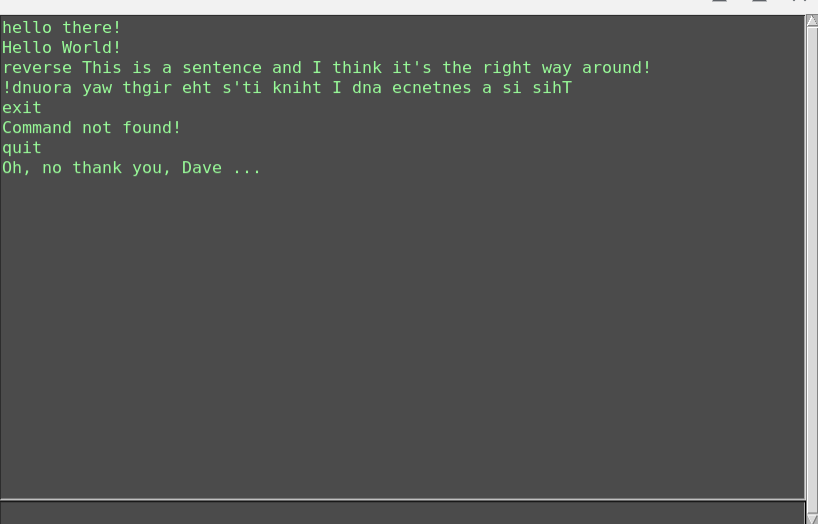 hello there!
Hello World!
reverse This is a sentence and I think it's the right way around!
!dnuora yaw thgir eht s'ti kniht I dna ecnetnes a si sihT
exit
Command not found!
quit
Oh, no thank you, Dave ...